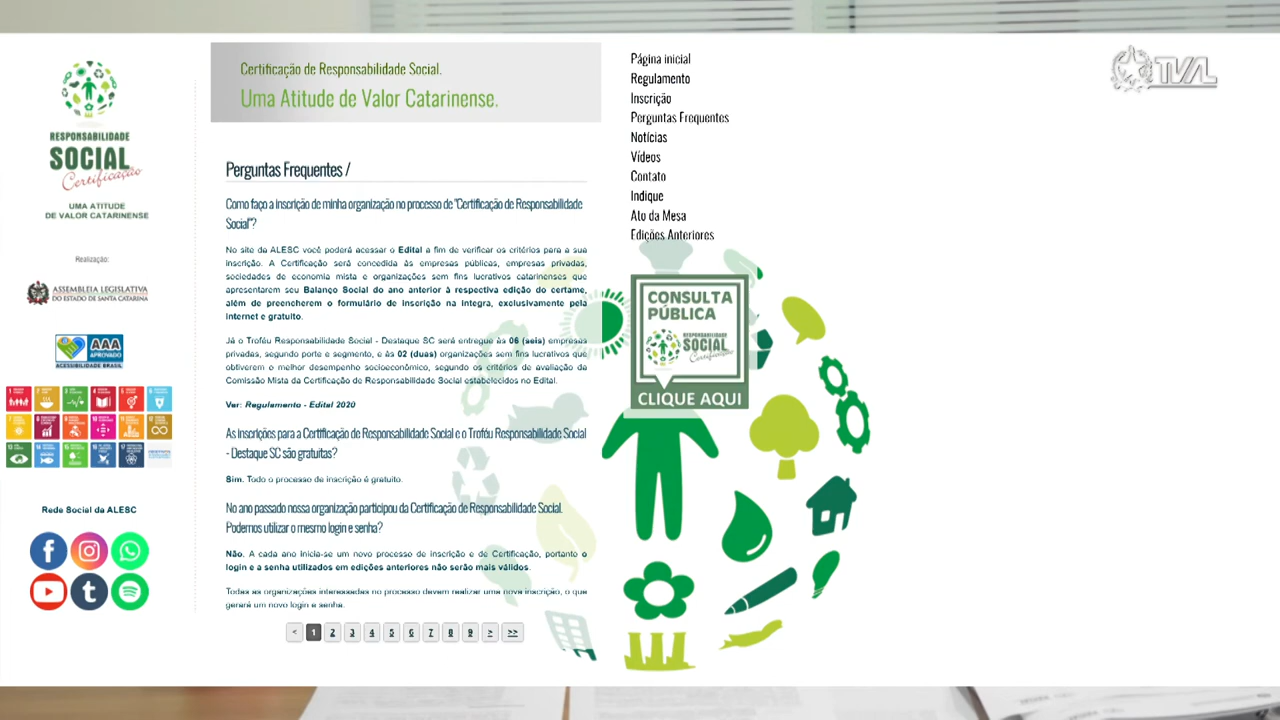 RESPONSABILIDADE
SOCIAL
Certificação
UMA ATITUDE
DE VALOR CATARINENSE
Realização:
ASSEMBLEIA LEGISLATIVA
DO ESTADO DE SANTA CATARINA
AAA
APROVADO
ACESSIBILIDADE BRASIL
Rede Social da ALESC
Certificação de Responsabilidade Social.
Uma Atitude de Valor Catarinense.
Perguntas Frequentes /
Como faço a inscrição de minha organização no processo de "Certificação de Responsabilidade
Social"?
No site da ALESC você poderá acessar o Edital a fim de verificar os critérios para a sua
inscrição. A Certificação será concedida às empresas públicas, empresas privadas,
sociedades de economia mista e organizações sem fins lucrativos catarinenses que
apresentarem seu Balanço Social do ano anterior à respectiva edição do certame,
além de preencherem o formulário de inscrição na íntegra, exclusivamente pela
internet e gratuito.
Já o Troféu Responsabilidade Social - Destaque SC será entregue às 06 (seis) empresas
privadas, segundo porte e segmento, e às 02 (duas) organizações sem fins lucrativos que
obtiverem o melhor desempenho socioeconômico, segundo os critérios de avaliação da
Comissão Mista da Certificação de Responsabilidade Social estabelecidos no Edital.
Ver: Regulamento - Edital 2020
As inscrições para a Certificação de Responsabilidade Social e o Troféu Responsabilidade Social
- Destaque SC são gratuitas?
Sim. Todo o processo de inscrição é gratuito.
No ano passado nossa organização participou da Certificação de Responsabilidade Social.
Podemos utilizar o mesmo login e senha?
Não. A cada ano inicia-se um novo processo de inscrição e de Certificação, portanto o
login e a senha utilizados em edições anteriores não serão mais válidos.
Todas as organizações interessadas no processo devem realizar uma nova inscrição, o que
gerará um novo login e senha.
< 1 2 3 4 5 6 7 8 9 > >>
Página inicial
Regulamento
Inscrição
Perguntas Frequentes
Notícias
Vídeos
Contato
Indique
Ato da Mesa
Edições Anteriores
CONSULTA
PÚBLICA
RESPONSABILIDADE
SOCIAL
Certificação
CLIQUE AQUI
TVAL